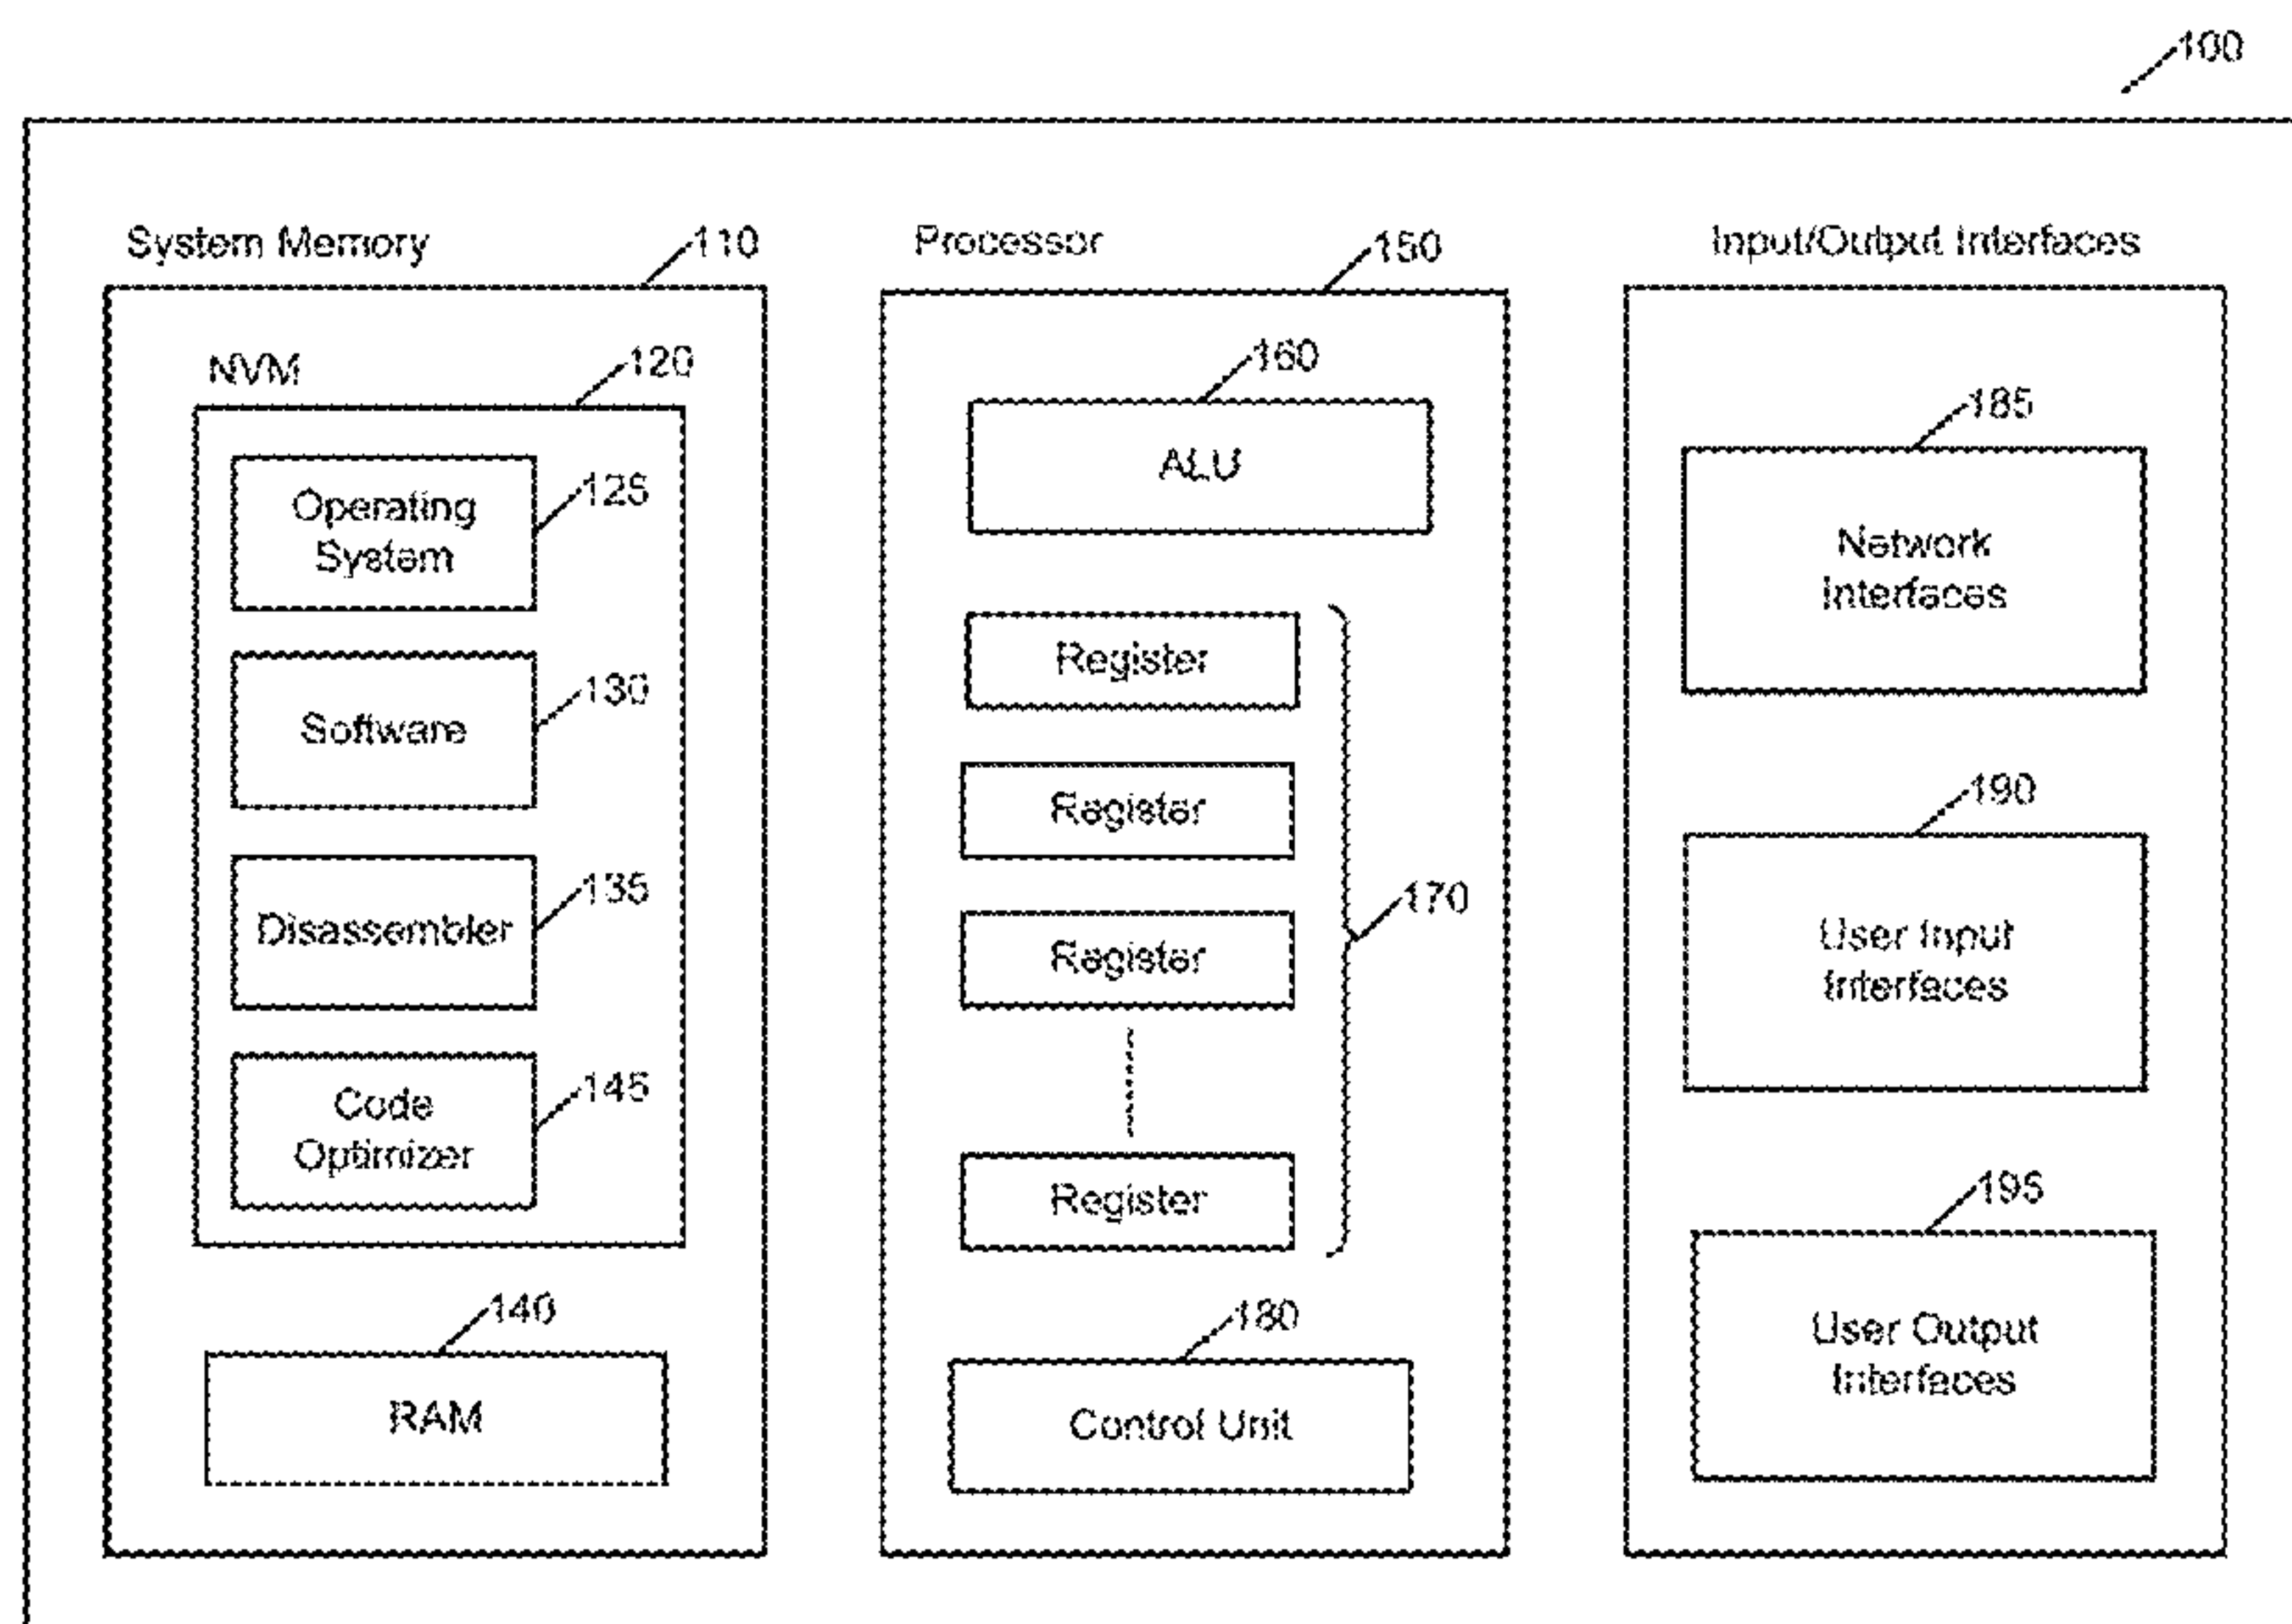 100
System Memory
110
NVM
120
Operating
System
125
Software
130
Disassembler
135
Code
Optimizer
145
140
RAM
Processor
150
160
ALU
Register
Register
Register
Register
170
180
Control Unit
Input/Output Interfaces
185
Network
Interfaces
190
User Input
Interfaces
195
User Output
Interfaces